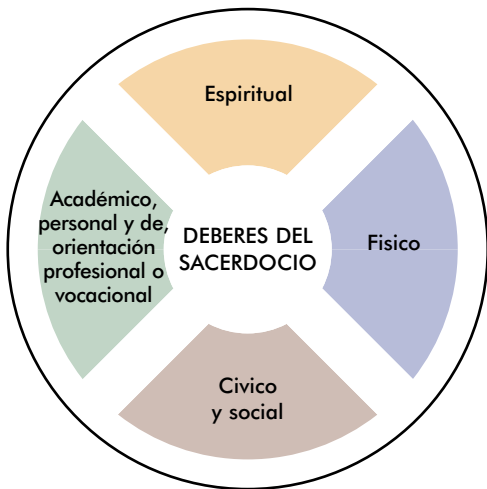 Espiritual
Académico,
personal y de,
orientación
profesional o
vocacional
DEBERES DEL
SACERDOCIO
Fisico
Civico
y social